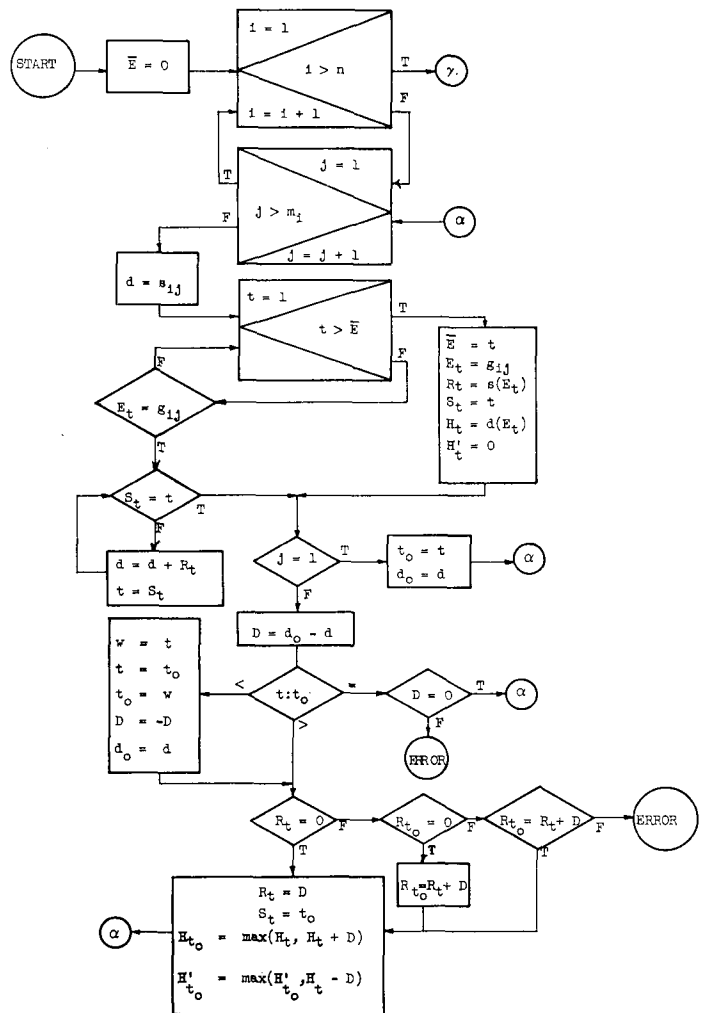 START
E̅ = 0
i = 1
i > n
i = i + 1
T
γ.
F
j = 1
T
j > m_i
F
j = j + 1
α
d = s_ij
t = 1
t > E̅
T
F
E̅ = t
E_t = g_ij
R_t = s(E_t)
S_t = t
H_t = d(E_t)
H'_t = 0
F
E_t = g_ij
T
S_t = t
T
F
d = d + R_t
t = S_t
j = 1
T
F
t_o = t
d_o = d
α
D = d_o - d
w = t
t = t_o
t_o = w
D = -D
d_o = d
<
t:t_o
=
>
D = 0
T
α
F
ERROR
R_t = 0
F
T
R_t_o = 0
F
T
R_t_o = R_t + D
F
T
ERROR
R_t_o = R_t + D
R_t = D
S_t = t_o
H_t_o = max(H_t, H_t + D)
H'_t_o = max(H'_t_o, H_t - D)
α